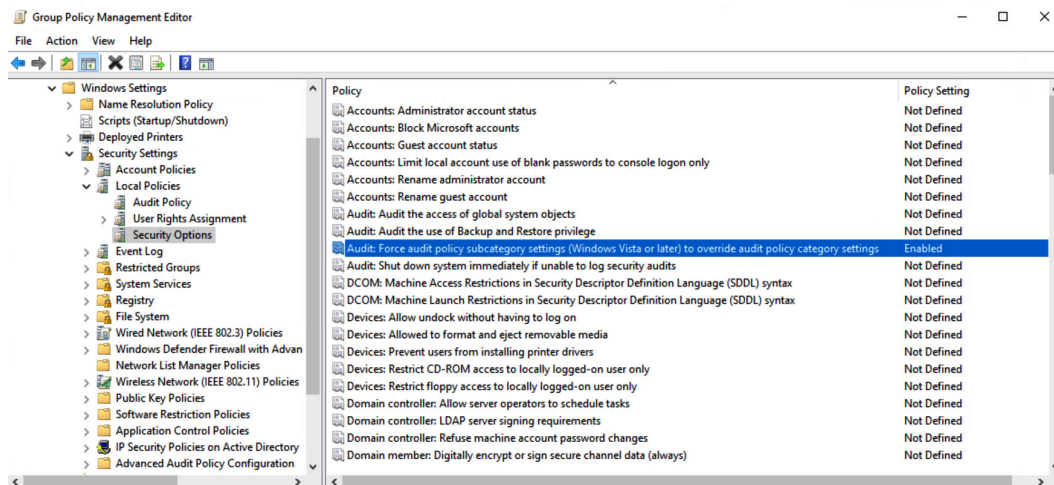 Group Policy Management Editor
File Action View Help
Windows Settings
Name Resolution Policy
Scripts (Startup/Shutdown)
Deployed Printers
Security Settings
Account Policies
Local Policies
Audit Policy
User Rights Assignment
Security Options
Event Log
Restricted Groups
System Services
Registry
File System
Wired Network (IEEE 802.3) Policies
Windows Defender Firewall with Advan
Network List Manager Policies
Wireless Network (IEEE 802.11) Policies
Public Key Policies
Software Restriction Policies
Application Control Policies
IP Security Policies on Active Directory
Advanced Audit Policy Configuration
Policy Policy Setting
Accounts: Administrator account status Not Defined
Accounts: Block Microsoft accounts Not Defined
Accounts: Guest account status Not Defined
Accounts: Limit local account use of blank passwords to console logon only Not Defined
Accounts: Rename administrator account Not Defined
Accounts: Rename guest account Not Defined
Audit: Audit the access of global system objects Not Defined
Audit: Audit the use of Backup and Restore privilege Not Defined
Audit: Force audit policy subcategory settings (Windows Vista or later) to override audit policy category settings Enabled
Audit: Shut down system immediately if unable to log security audits Not Defined
DCOM: Machine Access Restrictions in Security Descriptor Definition Language (SDDL) syntax Not Defined
DCOM: Machine Launch Restrictions in Security Descriptor Definition Language (SDDL) syntax Not Defined
Devices: Allow undock without having to log on Not Defined
Devices: Allowed to format and eject removable media Not Defined
Devices: Prevent users from installing printer drivers Not Defined
Devices: Restrict CD-ROM access to locally logged-on user only Not Defined
Devices: Restrict floppy access to locally logged-on user only Not Defined
Domain controller: Allow server operators to schedule tasks Not Defined
Domain controller: LDAP server signing requirements Not Defined
Domain controller: Refuse machine account password changes Not Defined
Domain member: Digitally encrypt or sign secure channel data (always) Not Defined